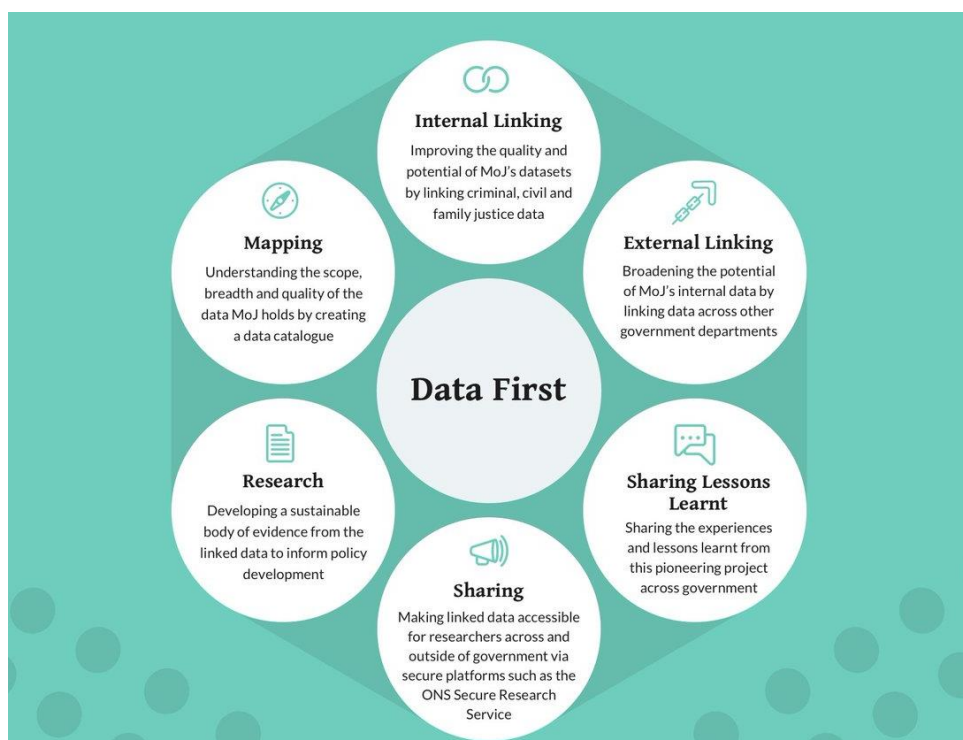 Internal Linking
Improving the quality and
potential of MoJ's datasets
by linking criminal, civil and
family justice data
Mapping
Understanding the scope,
breadth and quality of the
data MoJ holds by creating
a data catalogue
External Linking
Broadening the potential
of MoJ's internal data by
linking data across other
government departments
Data First
Research
Developing a sustainable
body of evidence from the
linked data to inform policy
development
Sharing Lessons
Learnt
Sharing the experiences
and lessons learnt from
this pioneering project
across government
Sharing
Making linked data accessible
for researchers across and
outside of government via
secure platforms such as the
ONS Secure Research
Service